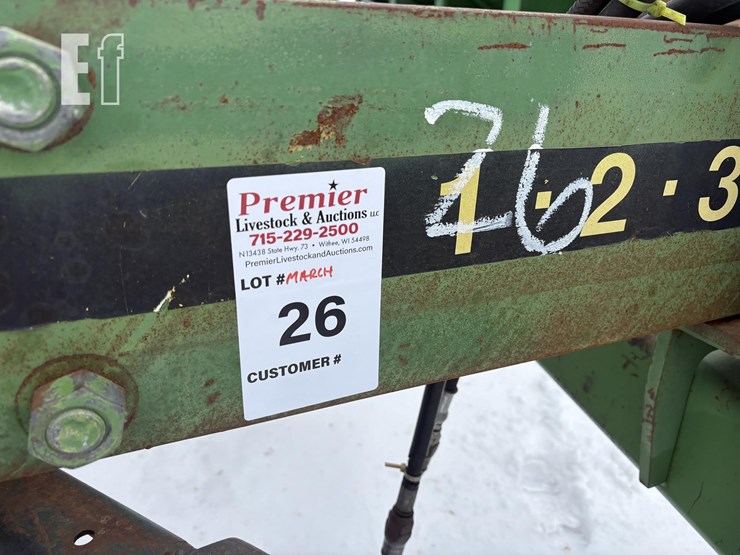 Ef
26
1·2·3
Premier
Livestock & Auctions LLC
715-229-2500
N13438 State Hwy. 73 • Withee, WI 54498
PremierLivestockandAuctions.com
LOT #MARCH
26
CUSTOMER #